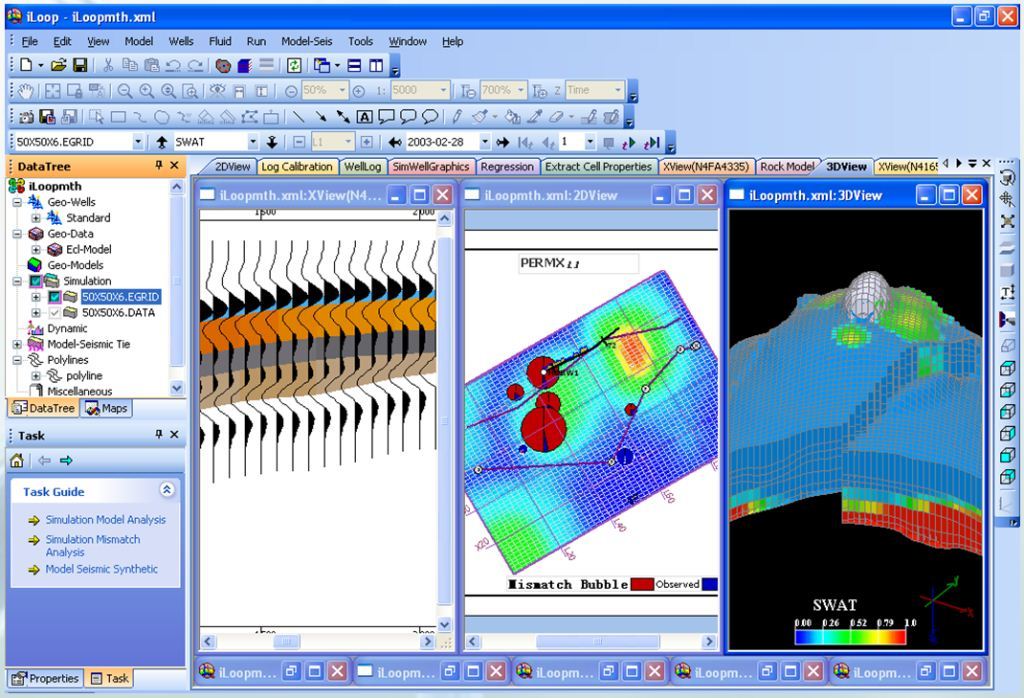 iLoop - iLoopmth.xml
File Edit View Model Wells Fluid Run Model-Seis Tools Window Help
50% 1: 5000 700% Z Time
50X50X6.EGRID SWAT L1 2003-02-28 1
DataTree
2DView Log Calibration WellLog SimWellGraphics Regression Extract Cell Properties XView(N4FA4335) Rock Model 3DView XView(N416
iLoopmth
Geo-Wells
Standard
Geo-Data
Ecl-Model
Geo-Models
Simulation
50X50X6.EGRID
50X50X6.DATA
Dynamic
Model-Seismic Tie
Polylines
polyline
Miscellaneous
DataTree Maps
Task
Task Guide
Simulation Model Analysis
Simulation Mismatch
Analysis
Model Seismic Synthetic
Properties Task
iLoopmth.xml:XView(N4...
1500 2000
iLoopmth.xml:2DView
PERMX L1
X20 L20 L40 L60
Mismatch Bubble Observed
iLoopmth.xml:3DView
SWAT
0.00 0.26 0.52 0.79 1.0
iLoopm... iLoopm... iLoopm... iLoopm... iLoopm...